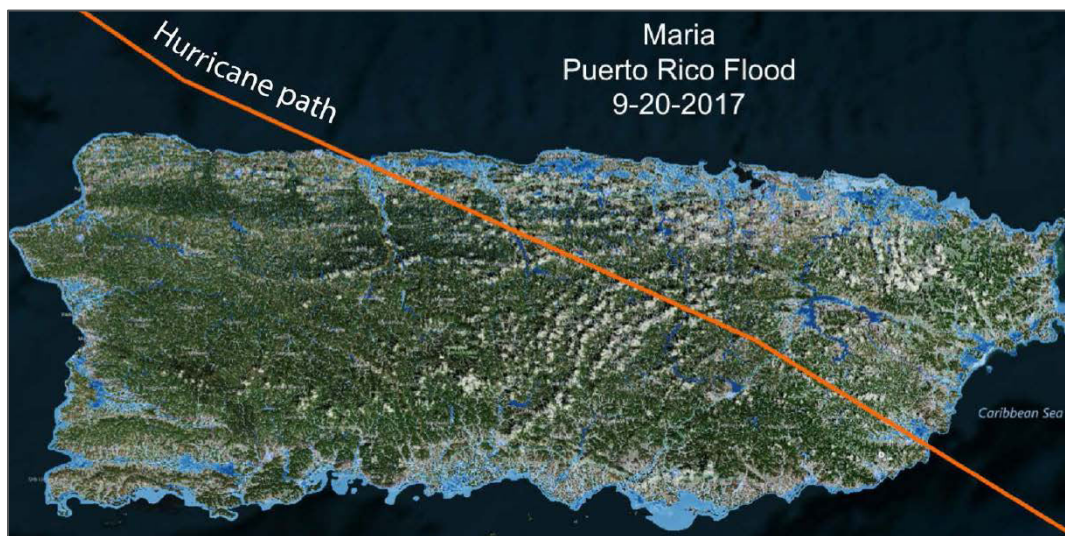 Hurricane path
Maria
Puerto Rico Flood
9-20-2017
Caribbean Sea